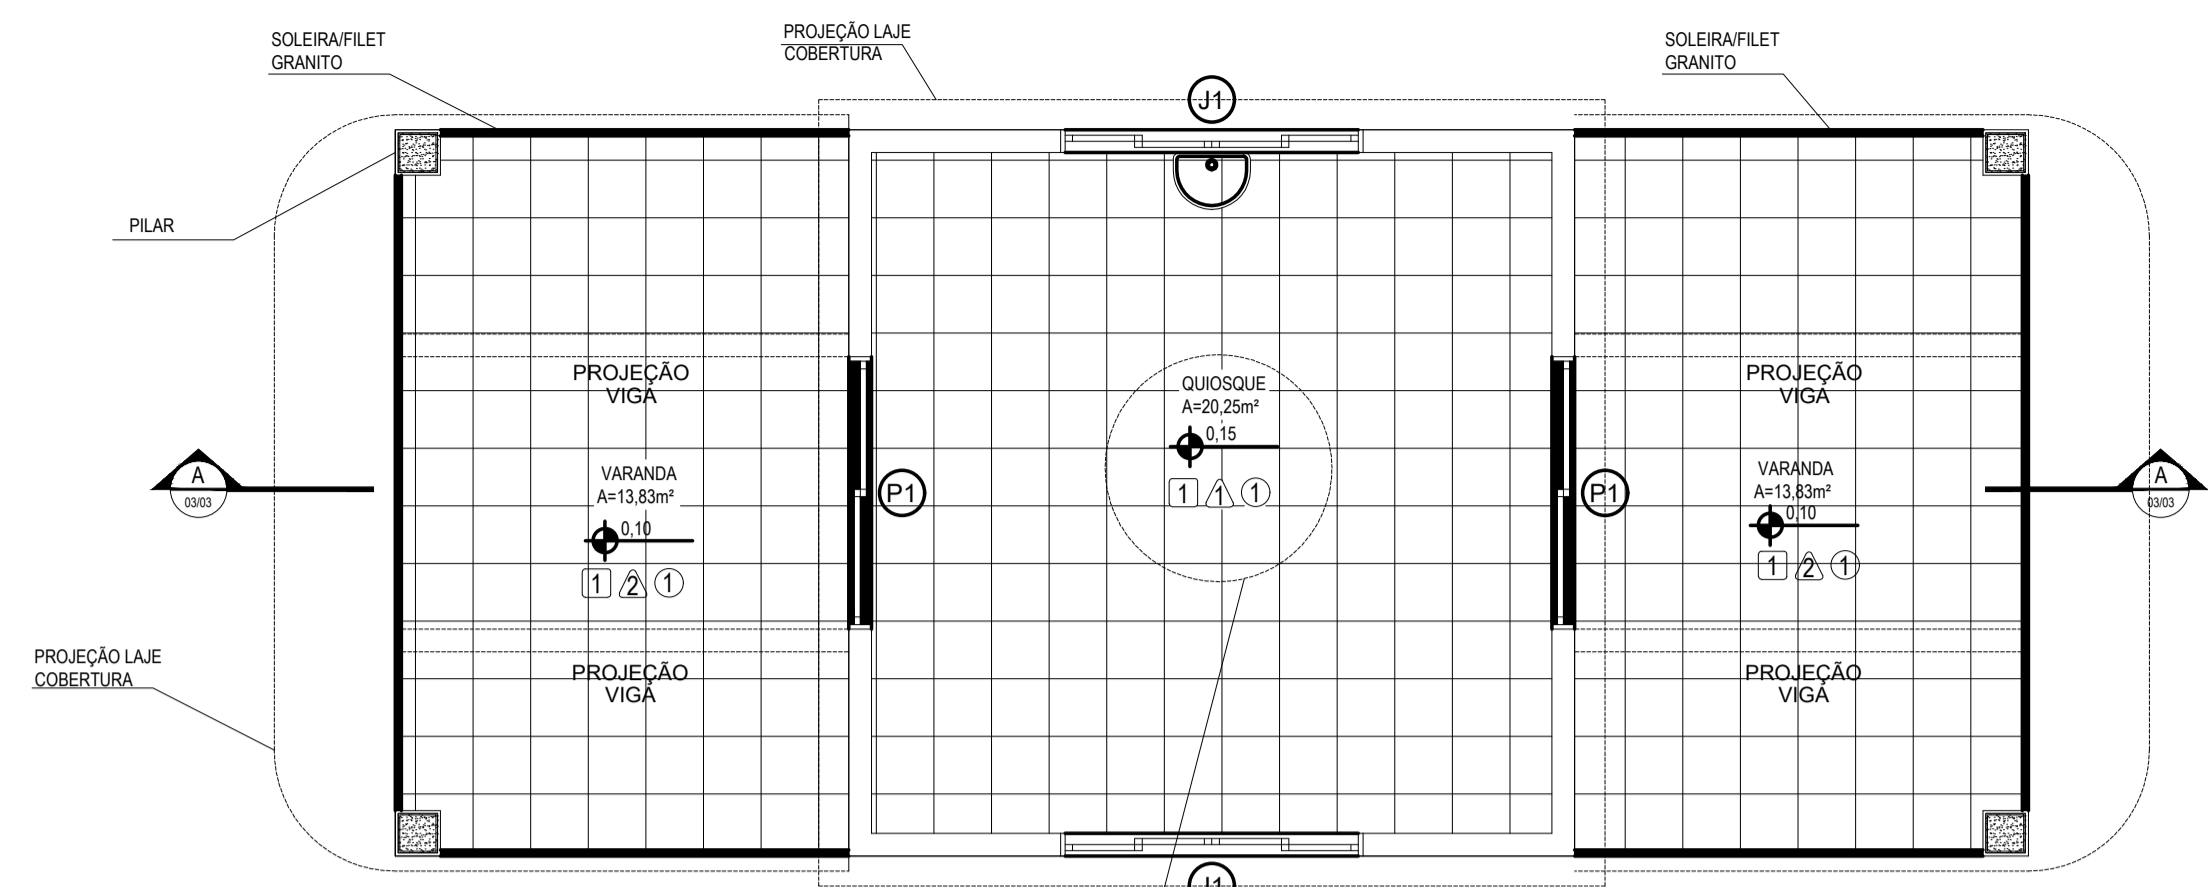 SOLEIRA/FILET
GRANITO
PROJEÇÃO LAJE
COBERTURA
SOLEIRA/FILET
GRANITO
J1
PILAR
PROJEÇÃO
VIGA
QUIOSQUE
A=20,25m²
0,15
1 1 1
PROJEÇÃO
VIGA
A
03/03
VARANDA
A=13,83m²
0,10
1 2 1
P1
P1
VARANDA
A=13,83m²
0,10
1 2 1
A
03/03
PROJEÇÃO LAJE
COBERTURA
PROJEÇÃO
VIGA
PROJEÇÃO
VIGA
J1